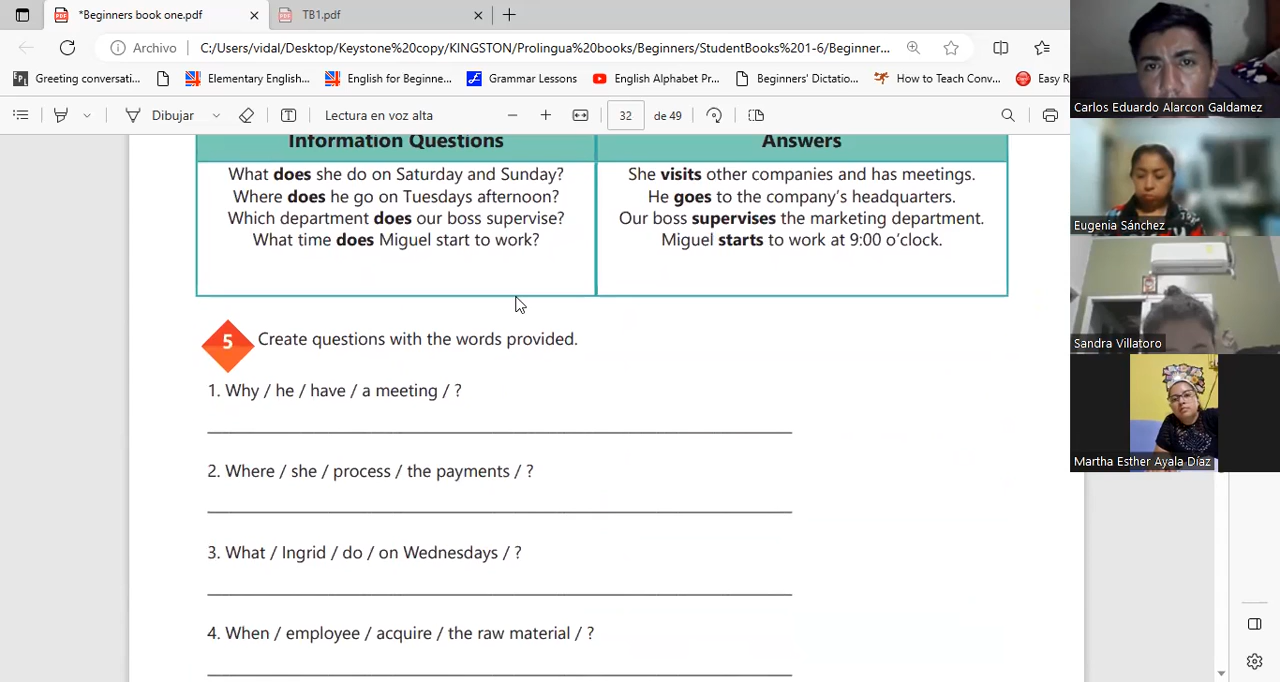 *Beginners book one.pdf
TB1.pdf
Archivo
C:/Users/vidal/Desktop/Keystone%20copy/KINGSTON/Prolingua%20books/Beginners/StudentBooks%201-6/Beginner...
Greeting conversati...
Elementary English...
English for Beginne...
Grammar Lessons
English Alphabet Pr...
Beginners' Dictatio...
How to Teach Conv...
Easy R
Dibujar
Lectura en voz alta
32
de 49
Information Questions
Answers
What does she do on Saturday and Sunday?
Where does he go on Tuesdays afternoon?
Which department does our boss supervise?
What time does Miguel start to work?
She visits other companies and has meetings.
He goes to the company's headquarters.
Our boss supervises the marketing department.
Miguel starts to work at 9:00 o'clock.
5 Create questions with the words provided.
1. Why / he / have / a meeting / ?
2. Where / she / process / the payments / ?
3. What / Ingrid / do / on Wednesdays / ?
4. When / employee / acquire / the raw material / ?
Carlos Eduardo Alarcon Galdamez
Eugenia Sánchez
Sandra Villatoro
Martha Esther Ayala Díaz